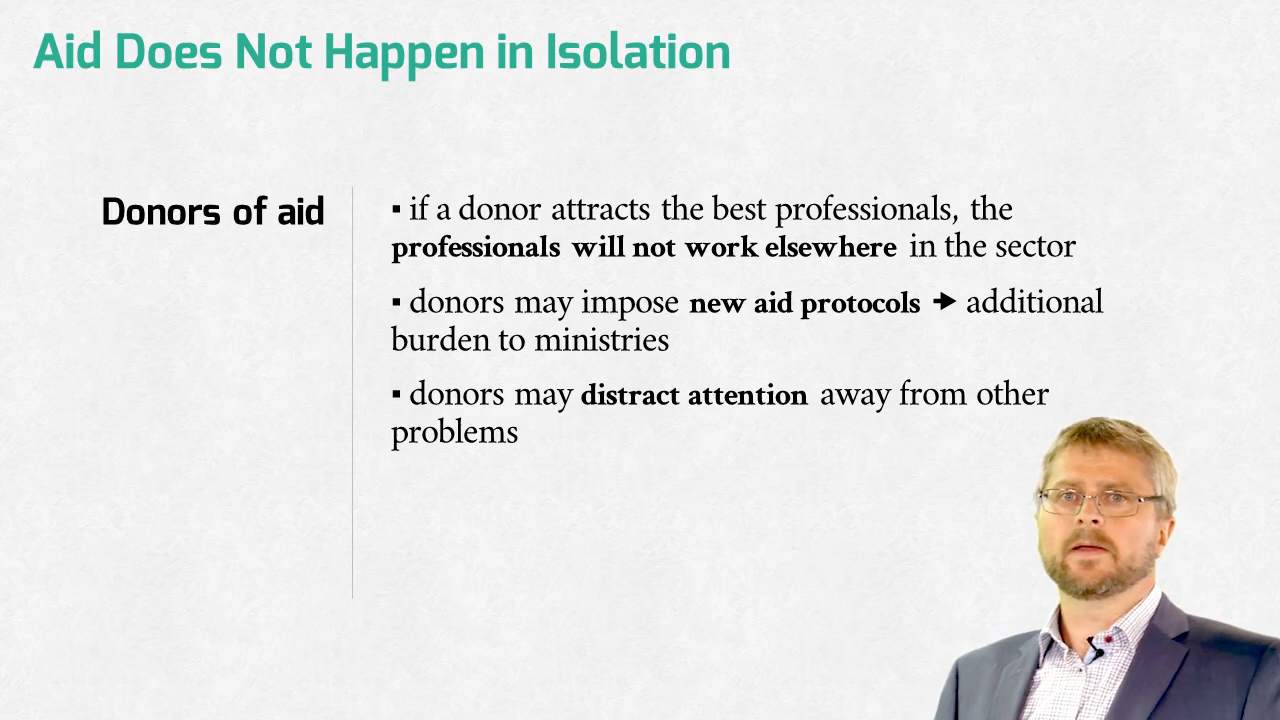 Aid Does Not Happen in Isolation
Donors of aid
▪ if a donor attracts the best professionals, the
professionals will not work elsewhere in the sector
▪ donors may impose new aid protocols ➔ additional
burden to ministries
▪ donors may distract attention away from other
problems